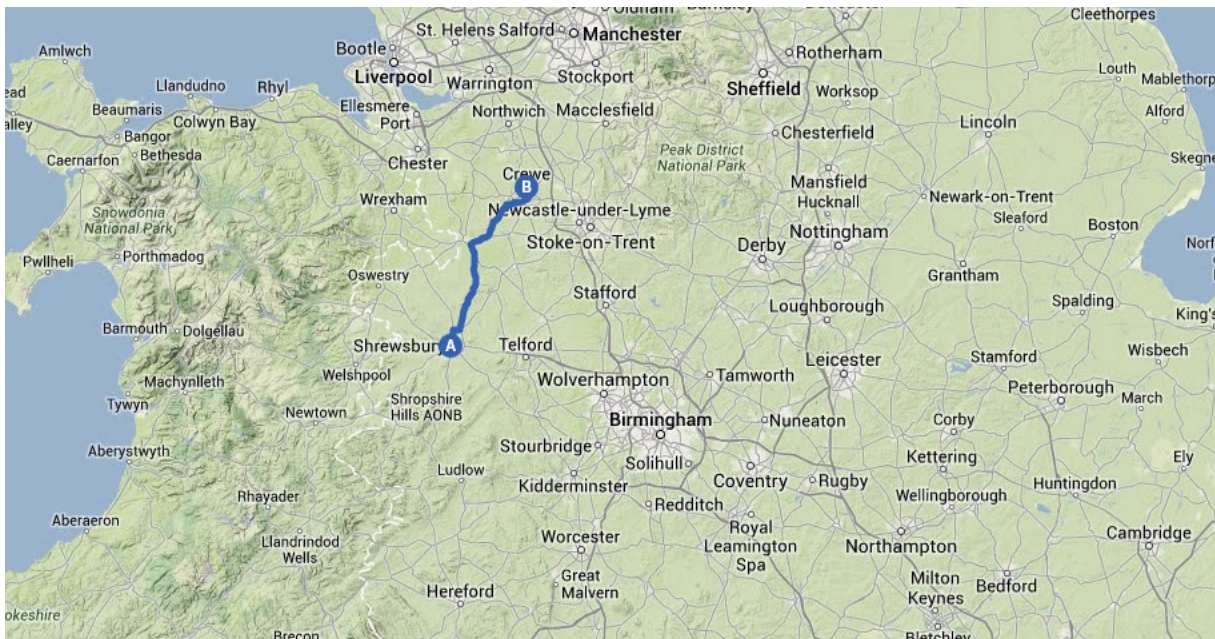 Oldham
Barnsley
Doncaster
Cleethorpes
Amlwch
Bootle
St. Helens
Salford
Manchester
Rotherham
Liverpool
Warrington
Stockport
Sheffield
Louth
Mablethorpe
Llandudno
Rhyl
Ellesmere
Port
Northwich
Macclesfield
Worksop
Beaumaris
Colwyn Bay
Alford
Bangor
Chester
Chesterfield
Lincoln
Caernarfon
Bethesda
Peak District
National Park
Skegne
Crewe
B
Mansfield
Hucknall
Wrexham
Newark-on-Trent
Snowdonia
National Park
Newcastle-under-Lyme
Sleaford
Boston
Stoke-on-Trent
Derby
Nottingham
Norf
Pwllheli
Porthmadog
Oswestry
Grantham
Stafford
Loughborough
Spalding
King's
Barmouth
Dolgellau
Shrewsbury
A
Telford
Leicester
Stamford
Wisbech
Welshpool
Tamworth
Machynlleth
Wolverhampton
Peterborough
March
Tywyn
Newtown
Shropshire
Hills AONB
Birmingham
Nuneaton
Corby
Aberystwyth
Stourbridge
Solihull
Kettering
Ely
Ludlow
Coventry
Rugby
Kidderminster
Huntingdon
Rhayader
Redditch
Wellingborough
Aberaeron
Llandrindod
Wells
Worcester
Royal
Leamington
Spa
Northampton
Cambridge
Hereford
Great
Malvern
Milton
Keynes
Bedford
okeshire
Brecon
Bletchley